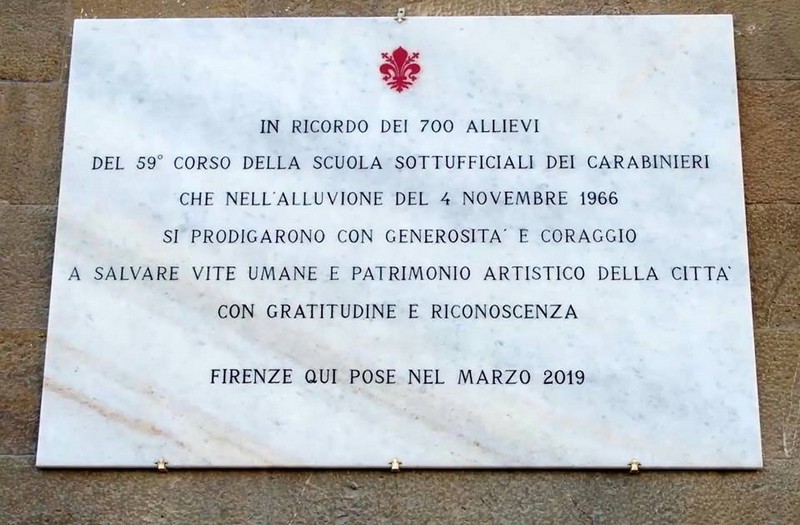 IN RICORDO DEI 700 ALLIEVI
DEL 59° CORSO DELLA SCUOLA SOTTUFFICIALI DEI CARABINIERI
CHE NELL'ALLUVIONE DEL 4 NOVEMBRE 1966
SI PRODIGARONO CON GENEROSITA' E CORAGGIO
A SALVARE VITE UMANE E PATRIMONIO ARTISTICO DELLA CITTA'
CON GRATITUDINE E RICONOSCENZA
FIRENZE QUI POSE NEL MARZO 2019